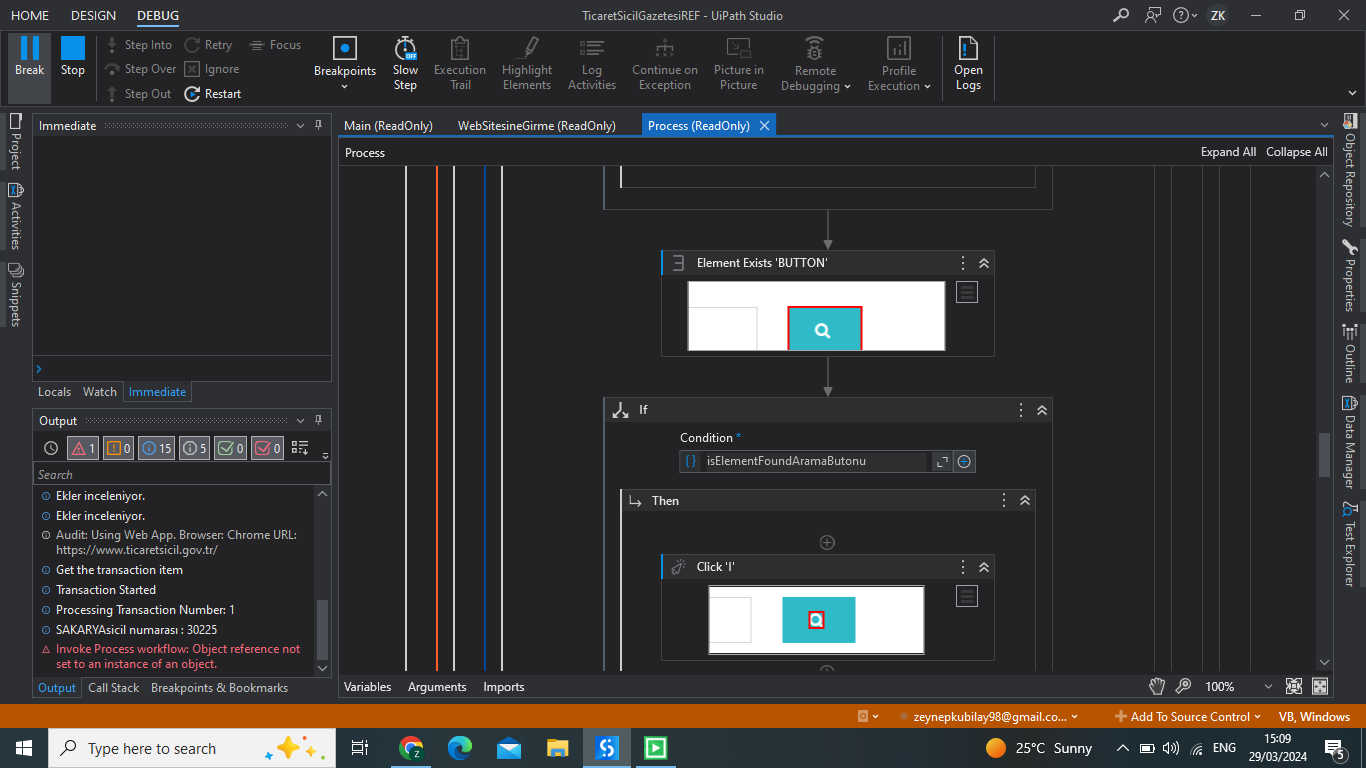 HOME DESIGN DEBUG
TicaretSicilGazetesiREF - UiPath Studio
ZK
Break
Stop
Step Into
Step Over
Step Out
Retry
Ignore
Restart
Focus
Breakpoints
Slow
Step
OFF
Execution
Trail
Highlight
Elements
Log
Activities
Continue on
Exception
Picture in
Picture
Remote
Debugging
Profile
Execution
Open
Logs
Project
Activities
Snippets
Immediate
Locals Watch Immediate
Output
1 0 15 5 0 0
Search
Ekler inceleniyor.
Ekler inceleniyor.
Audit: Using Web App. Browser: Chrome URL:
https://www.ticaretsicil.gov.tr/
Get the transaction item
Transaction Started
Processing Transaction Number: 1
SAKARYAsicil numarası : 30225
Invoke Process workflow: Object reference not
set to an instance of an object.
Output Call Stack Breakpoints & Bookmarks
Main (ReadOnly) WebSitesineGirme (ReadOnly) Process (ReadOnly)
Process
Expand All Collapse All
Element Exists 'BUTTON'
If
Condition *
isElementFoundAramaButonu
Then
Click 'I'
Variables Arguments Imports
100%
Object Repository
Properties
Outline
Data Manager
Test Explorer
zeynepkubilay98@gmail.co...
Add To Source Control
VB, Windows
Type here to search
25°C Sunny
ENG
15:09
29/03/2024
5